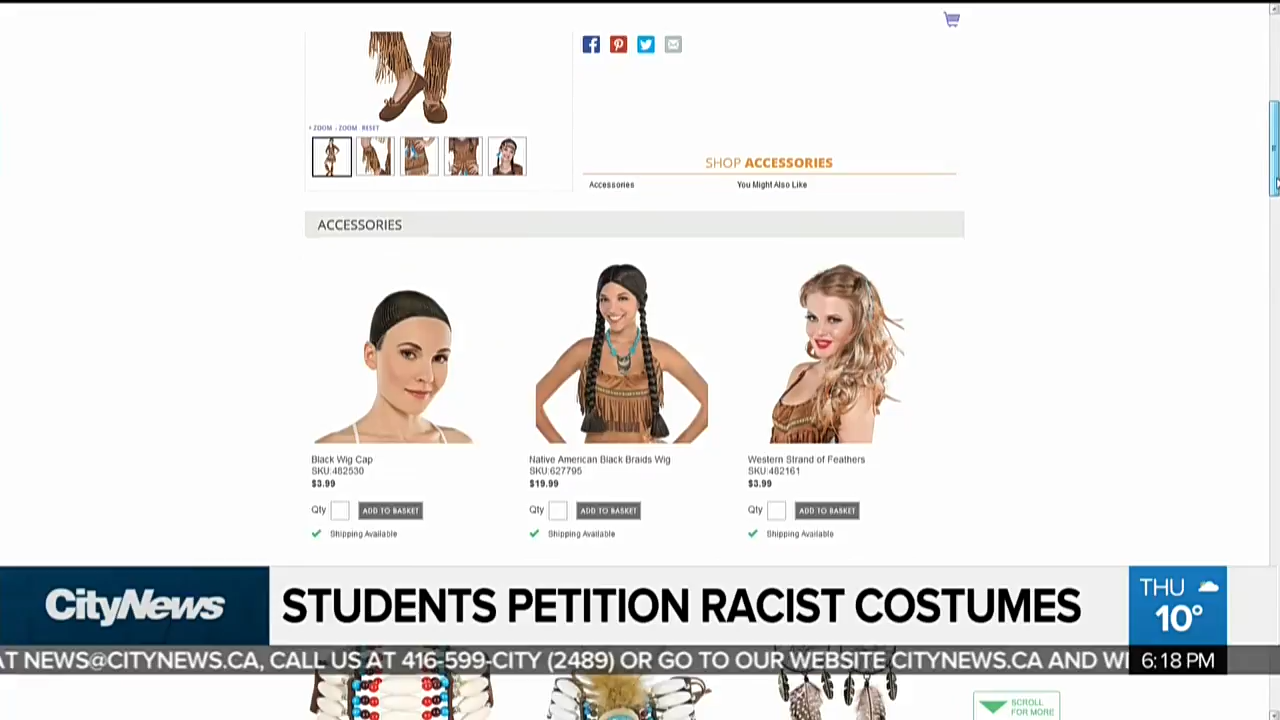 • ZOOM - ZOOM RESET
SHOP ACCESSORIES
Accessories
You Might Also Like
ACCESSORIES
Black Wig Cap
SKU:482530
$3.99
Qty
ADD TO BASKET
Shipping Available
Native American Black Braids Wig
SKU:627795
$19.99
Qty
ADD TO BASKET
Shipping Available
Western Strand of Feathers
SKU:482161
$3.99
Qty
ADD TO BASKET
Shipping Available
CityNews
STUDENTS PETITION RACIST COSTUMES
THU
10°
AT NEWS@CITYNEWS.CA, CALL US AT 416-599-CITY (2489) OR GO TO OUR WEBSITE CITYNEWS.CA AND
6:18 PM
SCROLL
FOR MORE